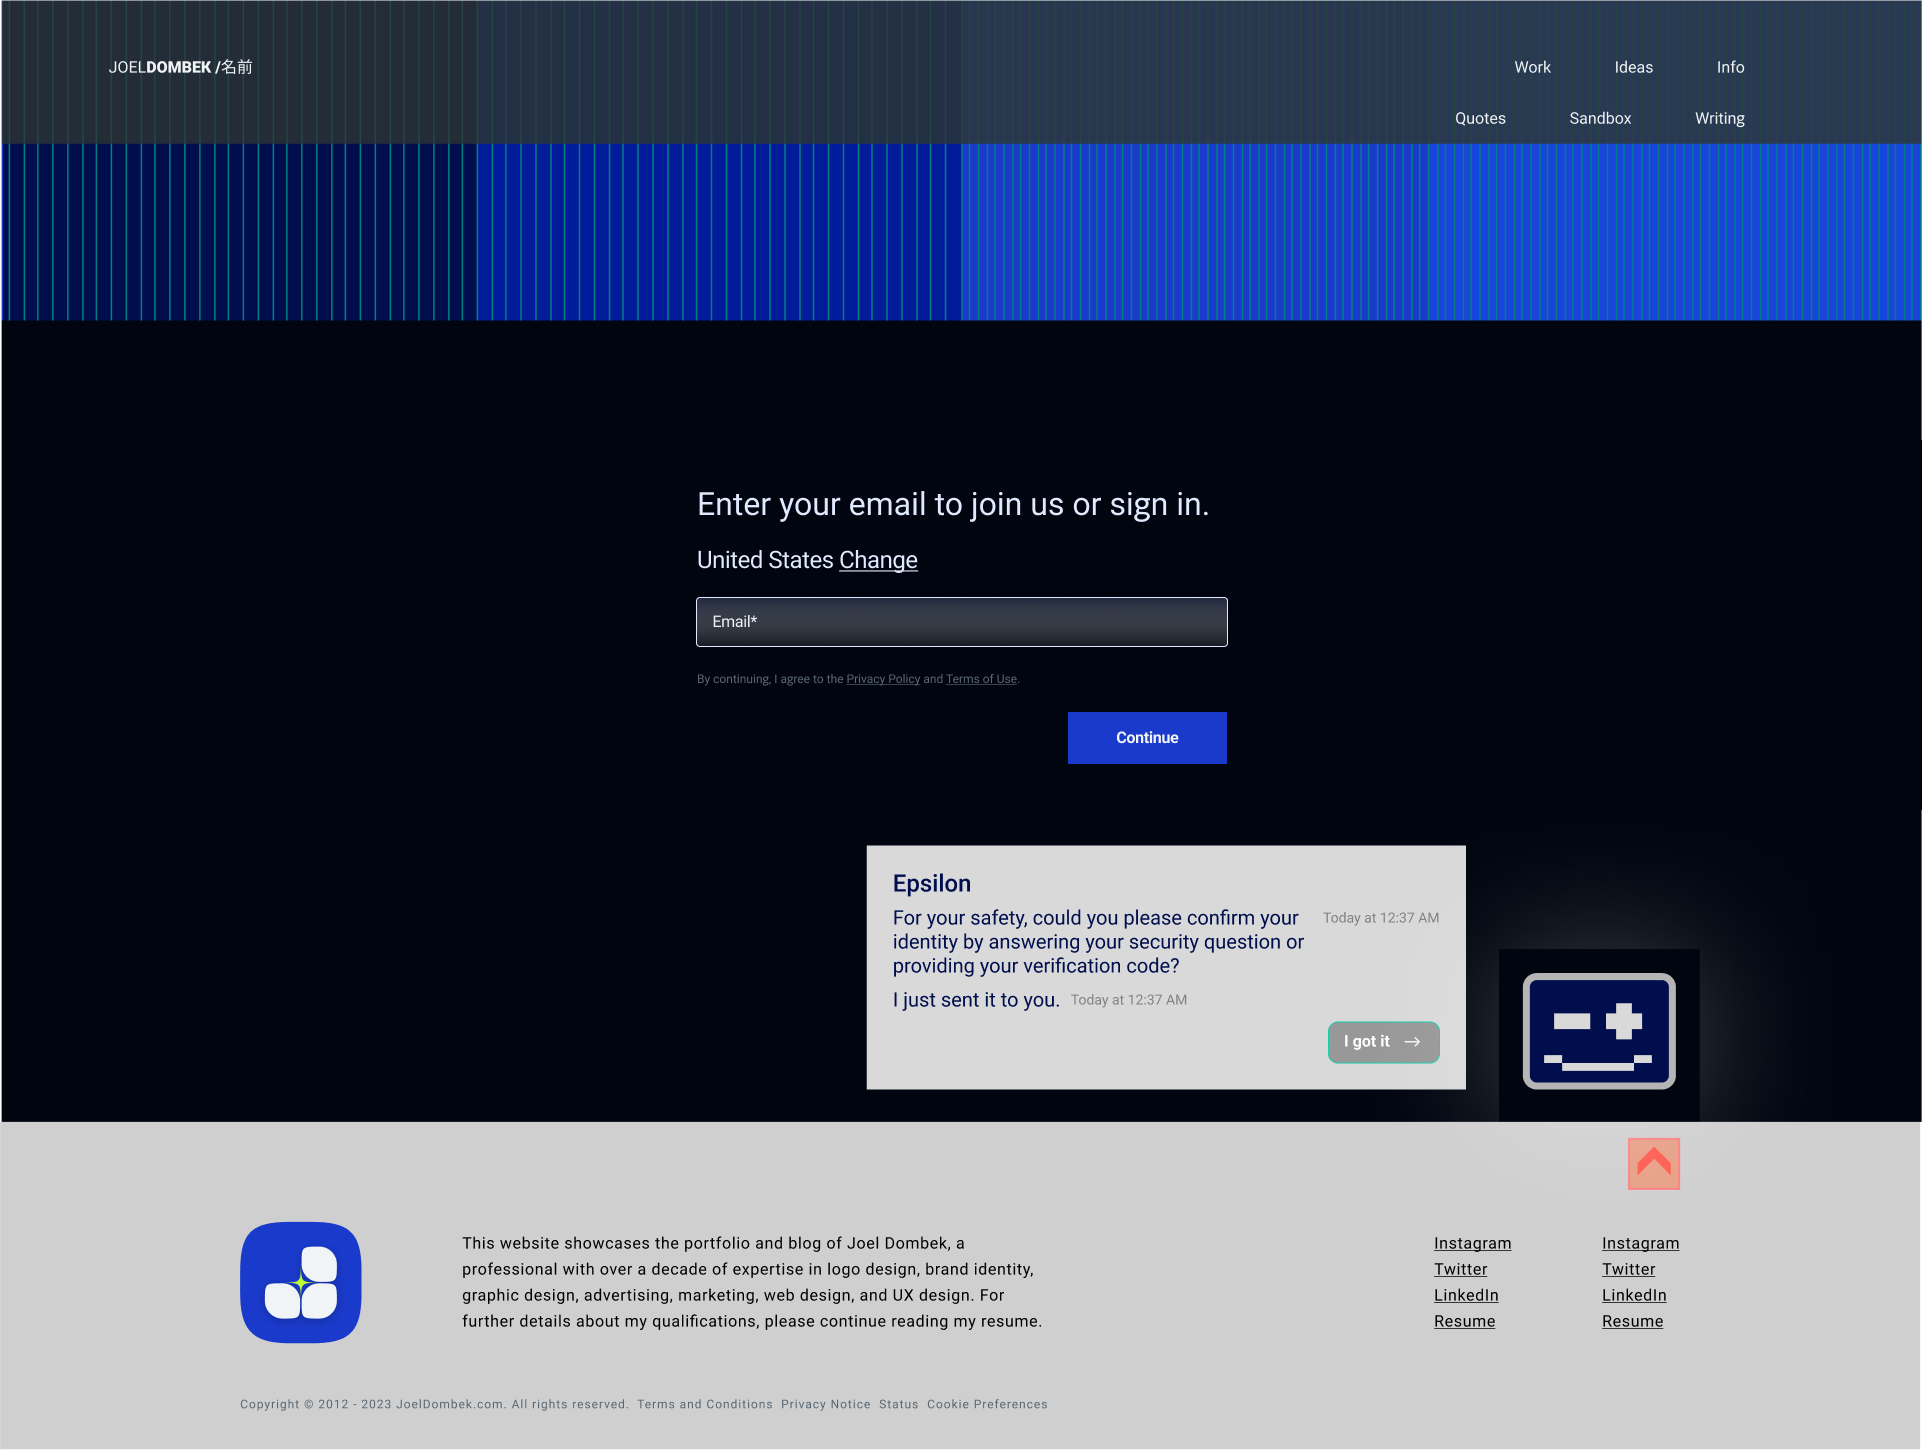 JOELDOMBEK /名前
Work Ideas Info
Quotes Sandbox Writing
Enter your email to join us or sign in.
United States Change
Email*
By continuing, I agree to the Privacy Policy and Terms of Use.
Continue
Epsilon
For your safety, could you please confirm your Today at 12:37 AM
identity by answering your security question or
providing your verification code?
I just sent it to you. Today at 12:37 AM
I got it →
This website showcases the portfolio and blog of Joel Dombek, a
professional with over a decade of expertise in logo design, brand identity,
graphic design, advertising, marketing, web design, and UX design. For
further details about my qualifications, please continue reading my resume.
Instagram
Twitter
LinkedIn
Resume
Instagram
Twitter
LinkedIn
Resume
Copyright © 2012 - 2023 JoelDombek.com. All rights reserved. Terms and Conditions Privacy Notice Status Cookie Preferences